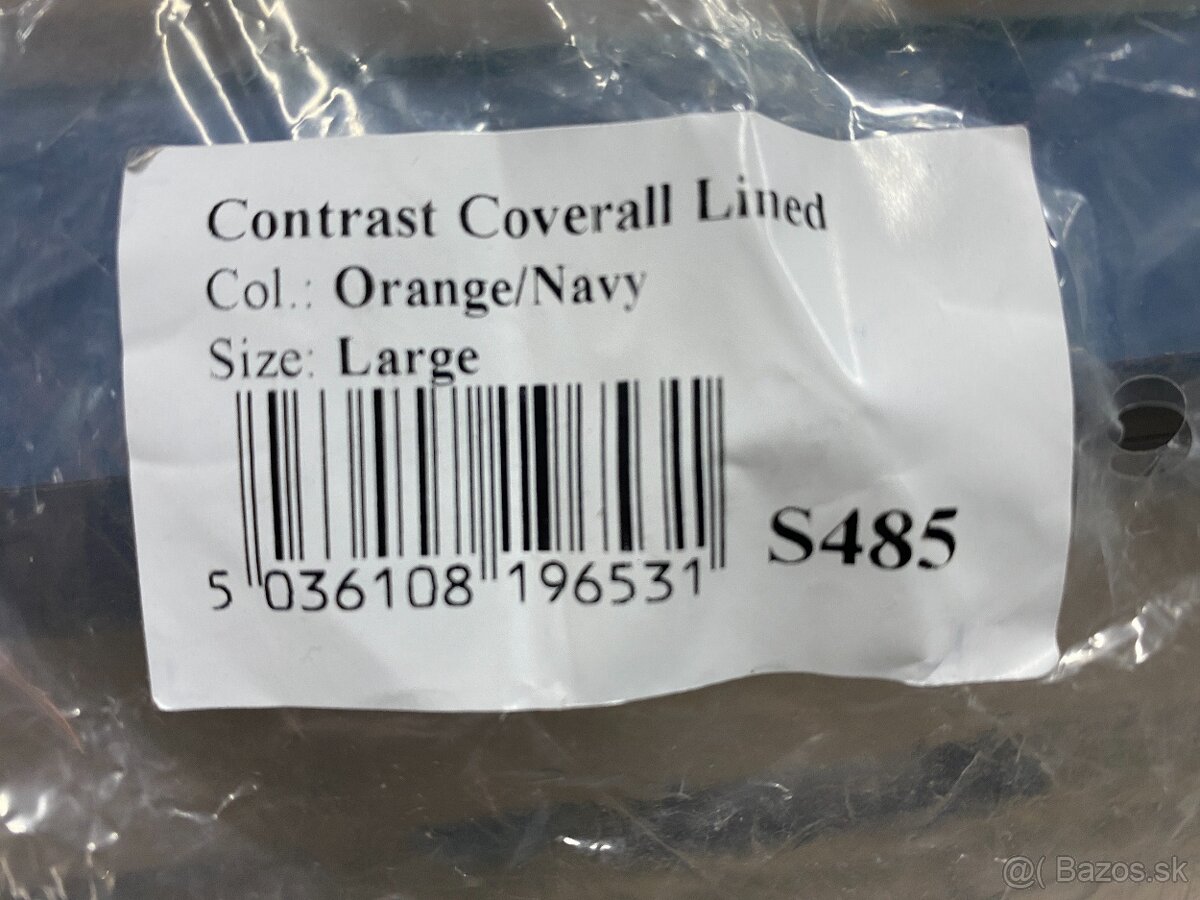 Contrast Coverall Lined
Col.: Orange/Navy
Size: Large
5 036108 196531
S485
@( Bazos.sk